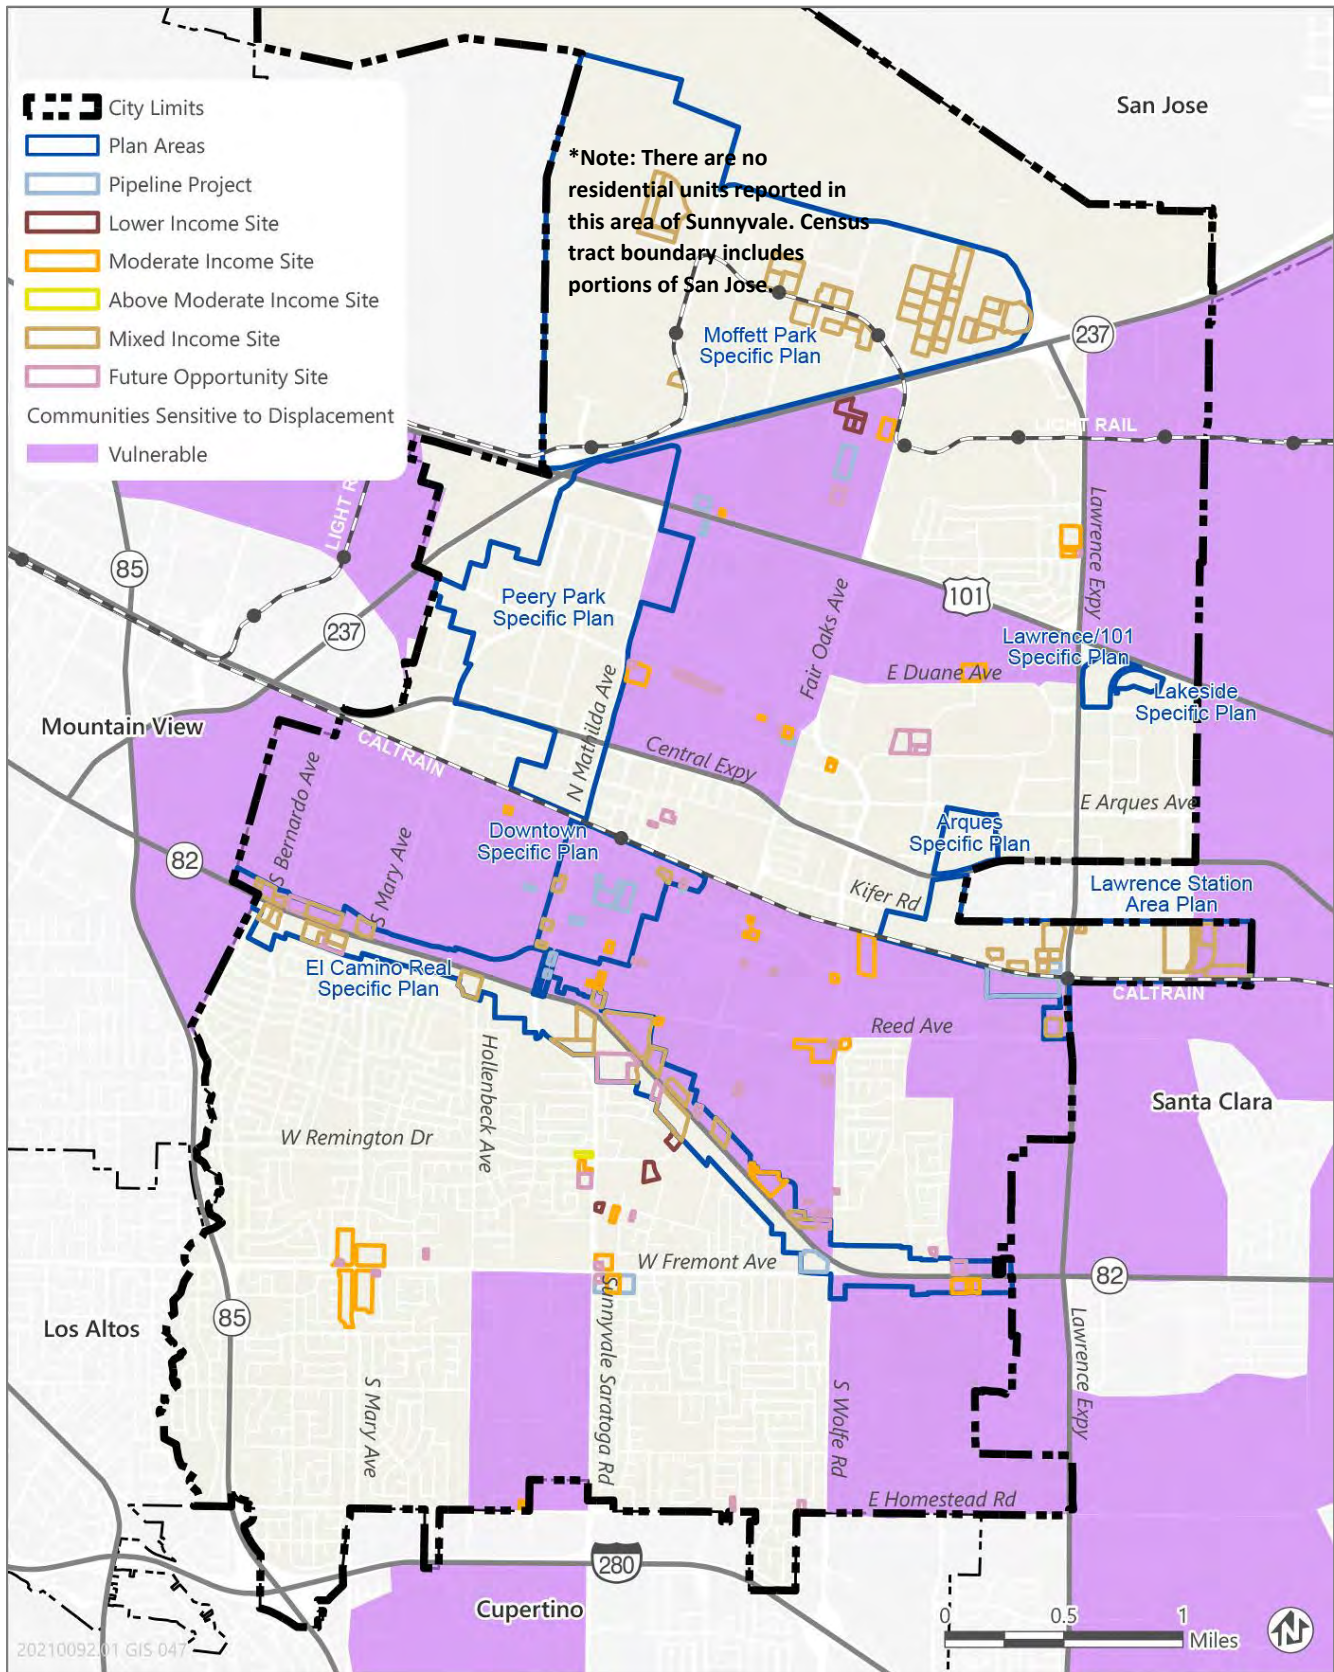 City Limits
Plan Areas
Pipeline Project
Lower Income Site
Moderate Income Site
Above Moderate Income Site
Mixed Income Site
Future Opportunity Site
Communities Sensitive to Displacement
Vulnerable
San Jose
*Note: There are no
residential units reported in
this area of Sunnyvale. Census
tract boundary includes
portions of San Jose.
Moffett Park
Specific Plan
237
LIGHT RAIL
LIGHT R
85
237
Peery Park
Specific Plan
101
Lawrence Expy
Fair Oaks Ave
Lawrence/101
Specific Plan
E Duane Ave
Lakeside
Specific Plan
Mountain View
CALTRAIN
N Mathilda Ave
Central Expy
S Bernardo Ave
S Mary Ave
E Arques Ave
Downtown
Specific Plan
Arques
Specific Plan
82
Kifer Rd
Lawrence Station
Area Plan
El Camino Real
Specific Plan
CALTRAIN
Reed Ave
Hollenbeck Ave
Santa Clara
W Remington Dr
W Fremont Ave
82
Los Altos
85
Sunnyvale Saratoga Rd
Lawrence Expy
S Mary Ave
S Wolfe Rd
E Homestead Rd
280
Cupertino
0 0.5 1
Miles
N
20210092.01 GIS 047